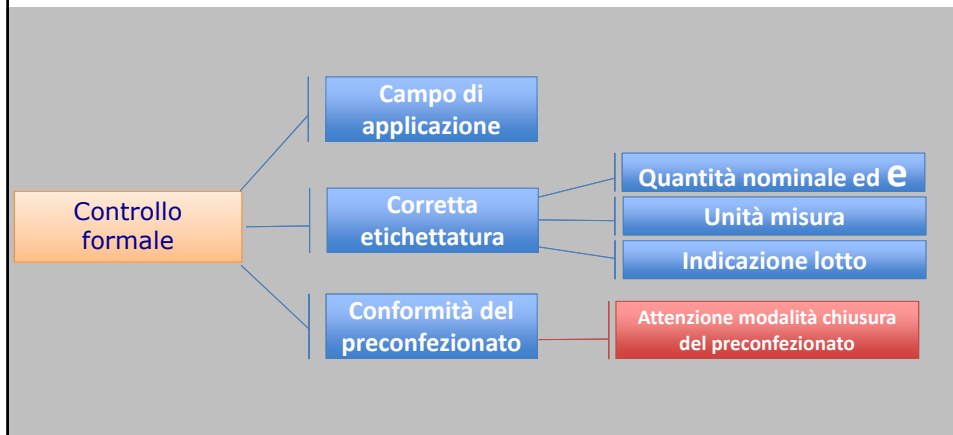 Campo di
applicazione
Controllo
formale
Corretta
etichettatura
Quantità nominale ed e
Unità misura
Indicazione lotto
Conformità del
preconfezionato
Attenzione modalità chiusura
del preconfezionato